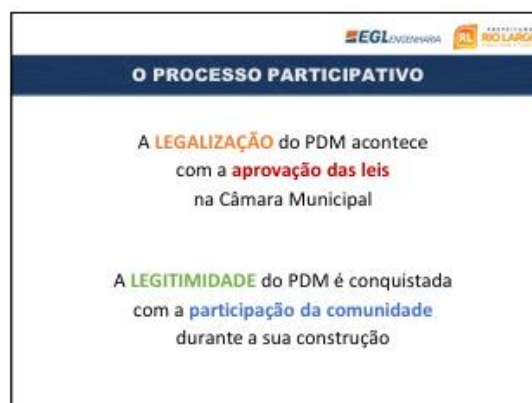 EGL ENGENHARIA
RL PREFEITURA
RIO LARGO
O PROCESSO PARTICIPATIVO
A LEGALIZAÇÃO do PDM acontece
com a aprovação das leis
na Câmara Municipal
A LEGITIMIDADE do PDM é conquistada
com a participação da comunidade
durante a sua construção